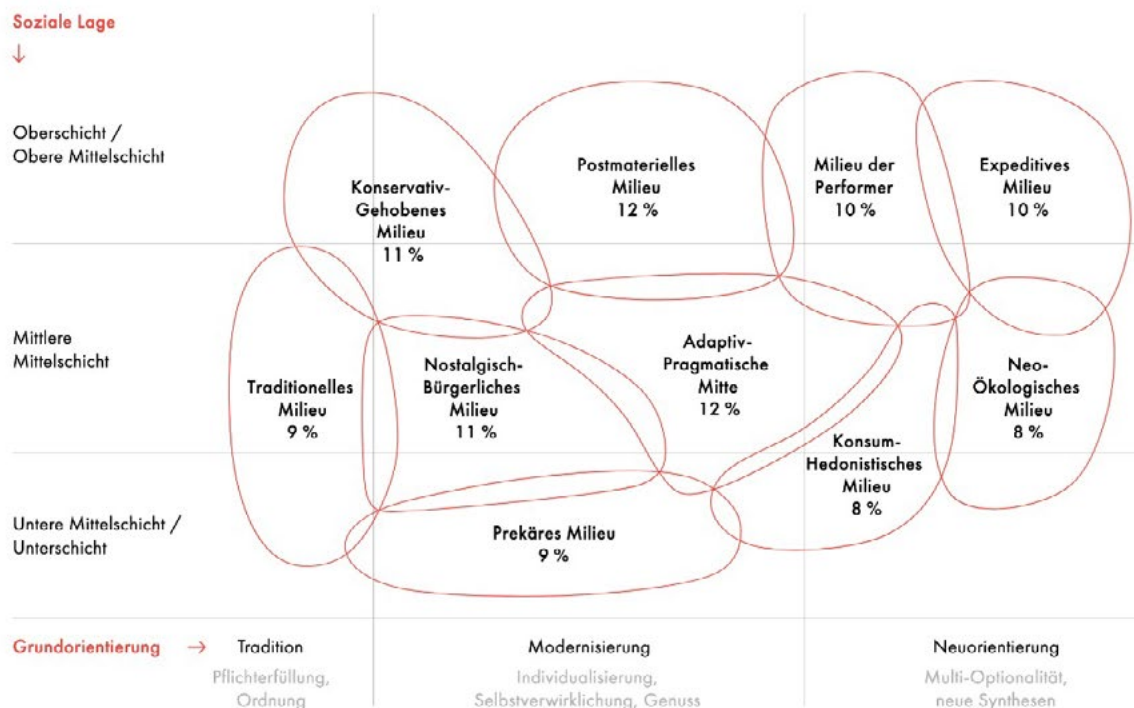 Soziale Lage
↓
Oberschicht /
Obere Mittelschicht
Konservativ-
Gehobenes
Milieu
11 %
Postmaterielles
Milieu
12 %
Milieu der
Performer
10 %
Expeditives
Milieu
10 %
Mittlere
Mittelschicht
Traditionelles
Milieu
9 %
Nostalgisch-
Bürgerliches
Milieu
11 %
Adaptiv-
Pragmatische
Mitte
12 %
Neo-
Ökologisches
Milieu
8 %
Konsum-
Hedonistisches
Milieu
8 %
Untere Mittelschicht /
Unterschicht
Prekäres Milieu
9 %
Grundorientierung →
Tradition
Pflichterfüllung,
Ordnung
Modernisierung
Individualisierung,
Selbstverwirklichung, Genuss
Neuorientierung
Multi-Optionalität,
neue Synthesen